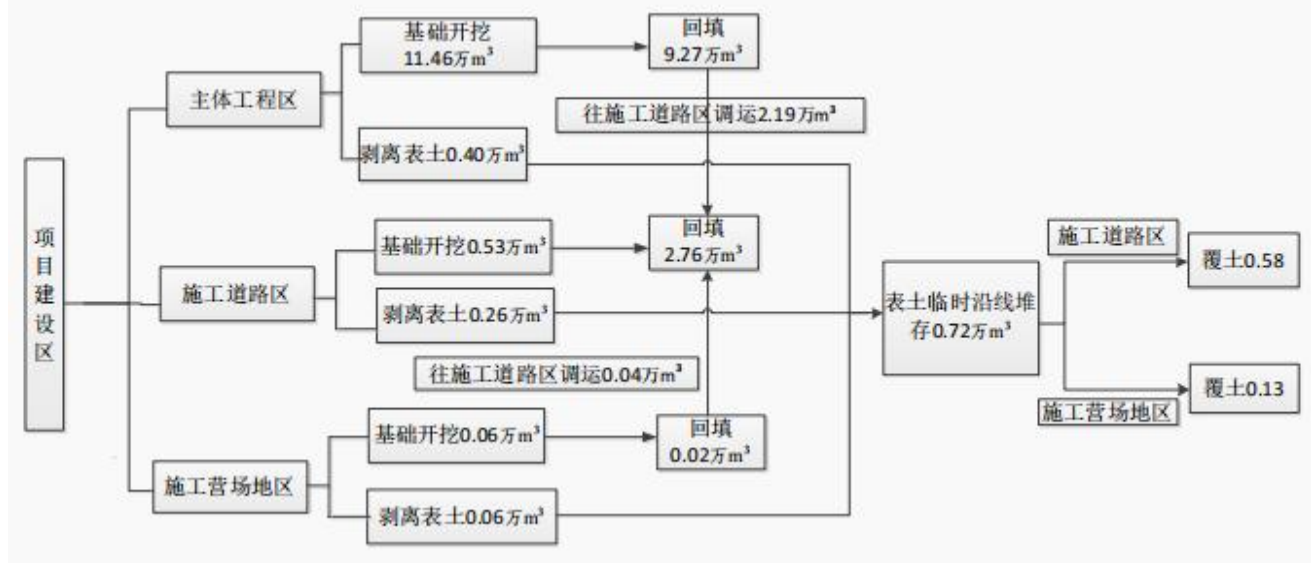 基础开挖
11.46万m³
回填
9.27万m³
主体工程区
往施工道路区调运2.19万m³
剥离表土0.40万m³
项目建设区
基础开挖0.53万m³
回填
2.76万m³
施工道路区
剥离表土0.26万m³
往施工道路区调运0.04万m³
表土临时沿线堆
存0.72万m³
施工道路区
覆土0.58
覆土0.13
施工营场地区
基础开挖0.06万m³
回填
0.02万m³
施工营场地区
剥离表土0.06万m³